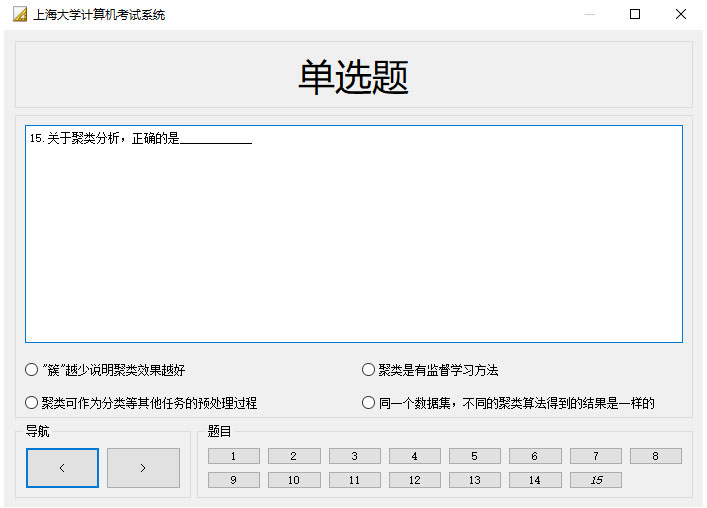 上海大学计算机考试系统
单选题
15.关于聚类分析，正确的是____________
"簇"越少说明聚类效果越好
聚类是有监督学习方法
聚类可作为分类等其他任务的预处理过程
同一个数据集，不同的聚类算法得到的结果是一样的
导航
< >
题目
1 2 3 4 5 6 7 8
9 10 11 12 13 14 15